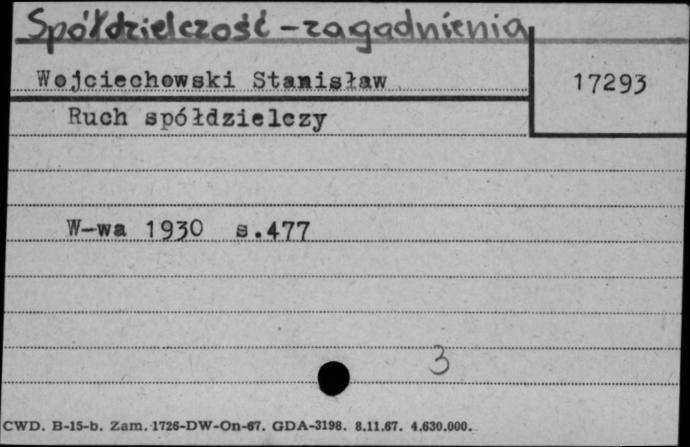 Spółdzielczość - zagadnienia
Wojciechowski Stanisław
17293
Ruch spółdzielczy
W-wa 1930 s.477
3
CWD. B-15-b. Zam. 1726-DW-On-67. GDA-3198. 8.11.67. 4.630.000.